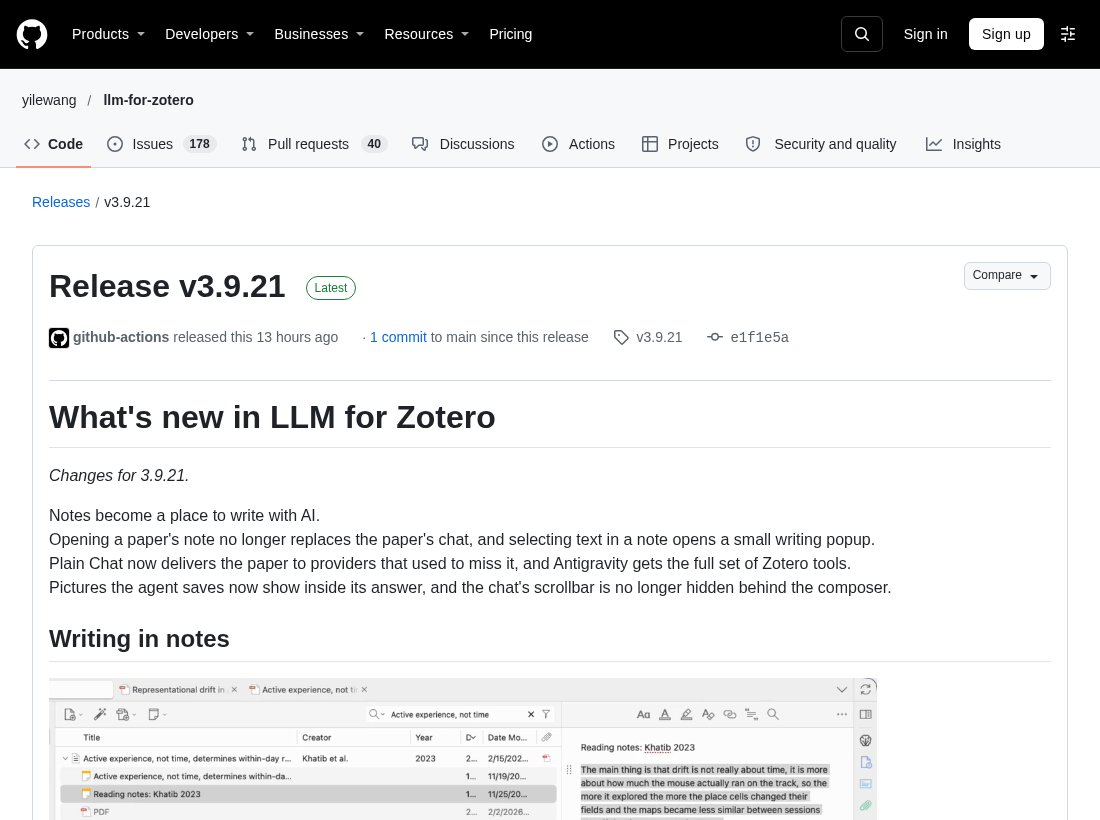 Products Developers Businesses Resources Pricing Sign in Sign up
yilewang / llm-for-zotero
Code Issues 178 Pull requests 40 Discussions Actions Projects Security and quality Insights
Releases / v3.9.21
Release v3.9.21 Latest Compare
github-actions released this 13 hours ago · 1 commit to main since this release v3.9.21 e1f1e5a
What's new in LLM for Zotero
Changes for 3.9.21.
Notes become a place to write with AI.
Opening a paper's note no longer replaces the paper's chat, and selecting text in a note opens a small writing popup.
Plain Chat now delivers the paper to providers that used to miss it, and Antigravity gets the full set of Zotero tools.
Pictures the agent saves now show inside its answer, and the chat's scrollbar is no longer hidden behind the composer.
Writing in notes
Representational drift in Active experience, not ti
Active experience, not time Aa
Title Creator Year D Date Mo...
Reading notes: Khatib 2023
Active experience, not time, determines within-day r... Khatib et al. 2023 2... 2/15/202...
The main thing is that drift is not really about time, it is more
Active experience, not time, determines within-da... 1... 11/19/20...
about how much the mouse actually ran on the track, so the
Reading notes: Khatib 2023 1... 11/25/20...
more it explored the more the place cells changed their
fields and the maps became less similar between sessions
PDF 2... 2/2/2026...